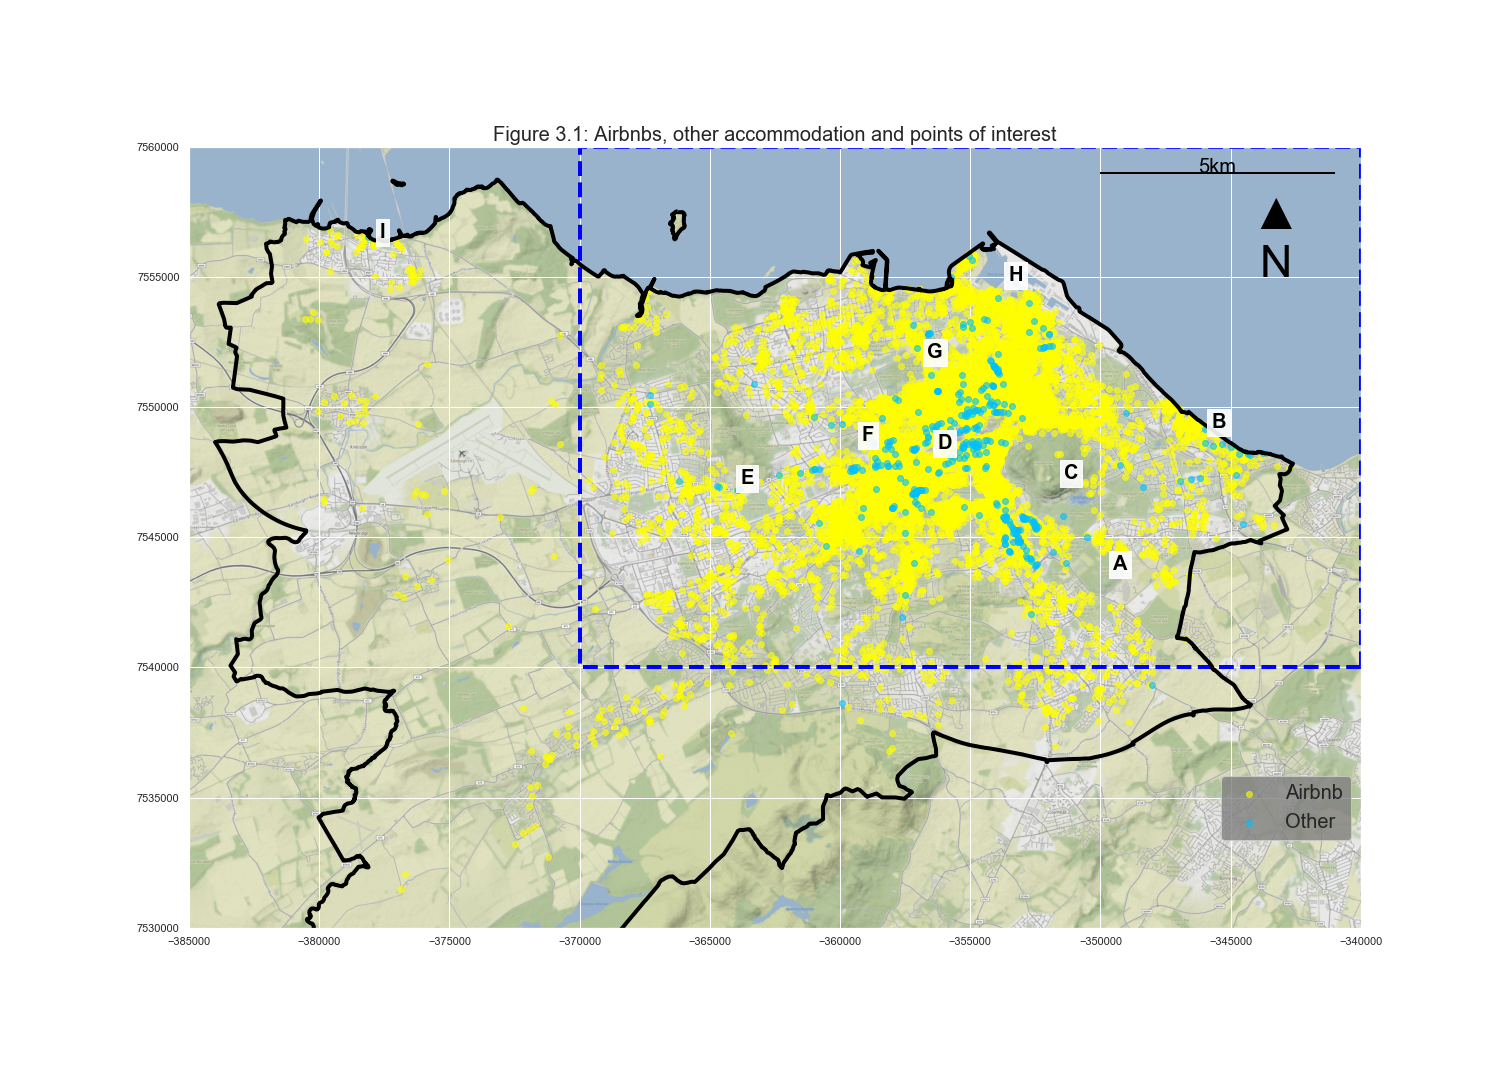 Figure 3.1: Airbnbs, other accommodation and points of interest
7560000
5km
N
I
7555000
H
G
7550000
B
F
D
E
C
7545000
A
7540000
7535000
Airbnb
Other
7530000
−385000
−380000
−375000
−370000
−365000
−360000
−355000
−350000
−345000
−340000